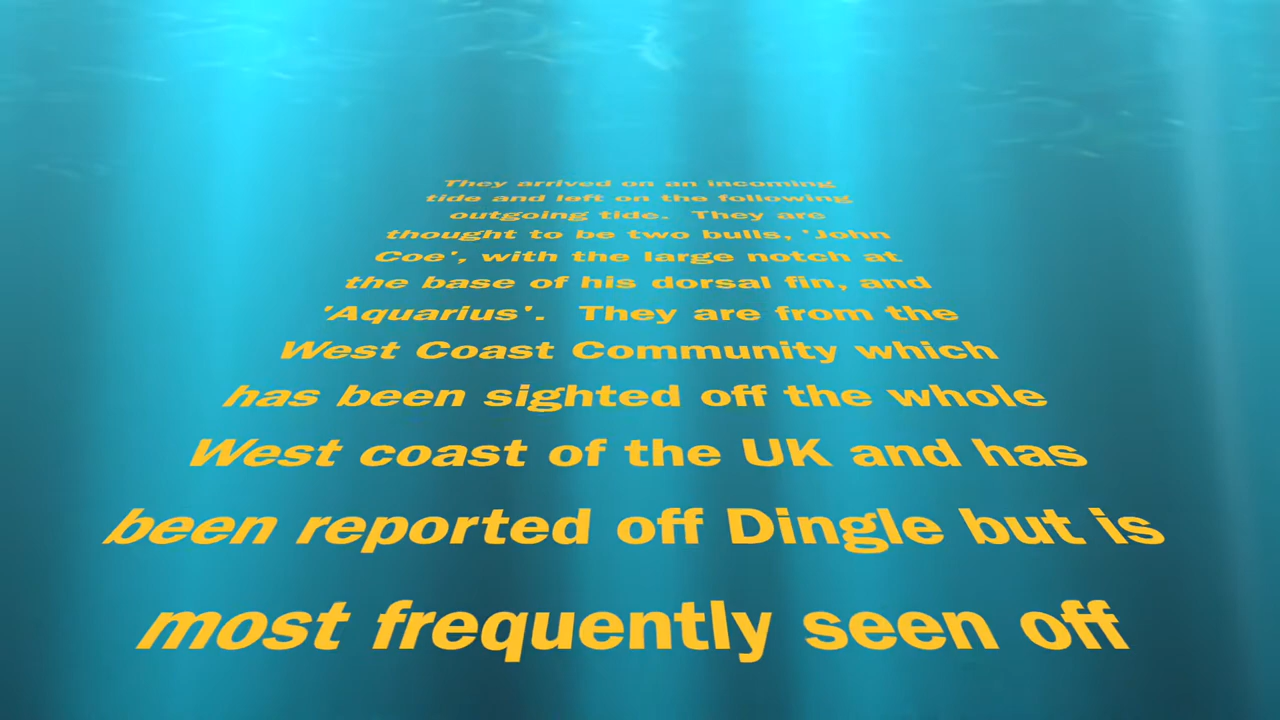 They arrived on an incoming
tide and left on the following
outgoing tide.  They are
thought to be two bulls, 'John
Coe', with the large notch at
the base of his dorsal fin, and
'Aquarius'.  They are from the
West Coast Community which
has been sighted off the whole
West coast of the UK and has
been reported off Dingle but is
most frequently seen off